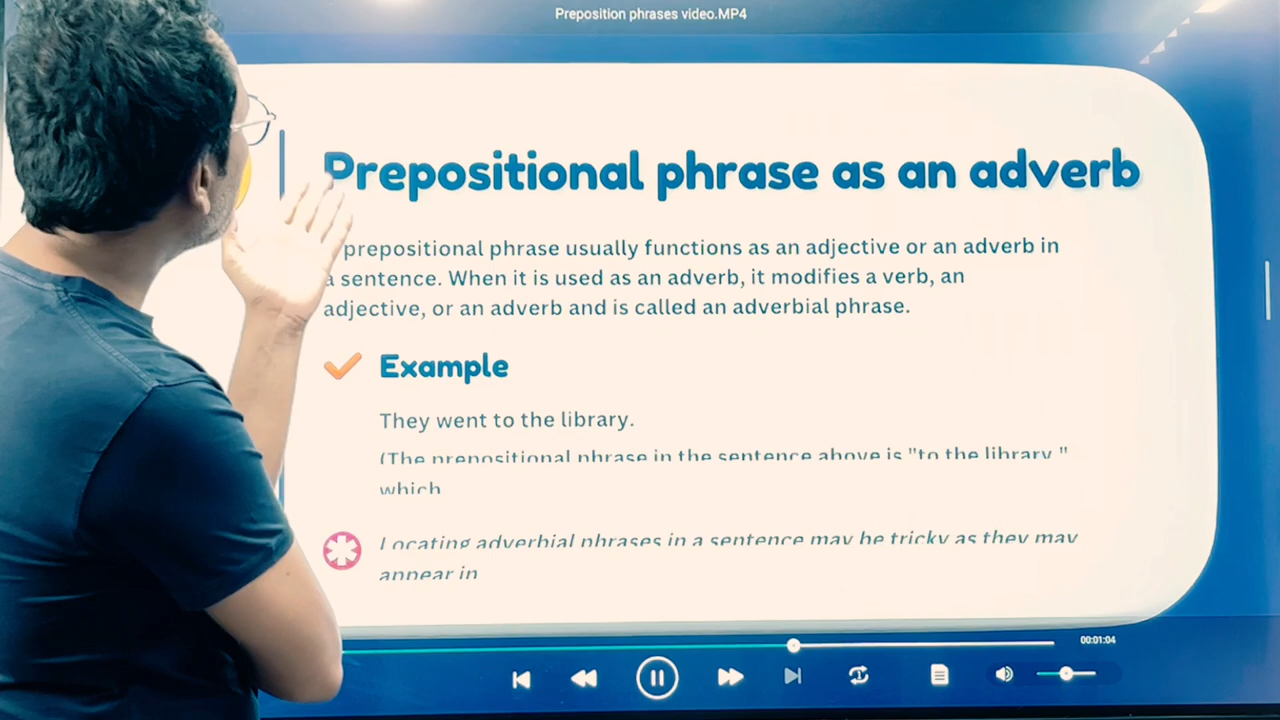 Preposition phrases video.MP4
Prepositional phrase as an adverb
prepositional phrase usually functions as an adjective or an adverb in
a sentence. When it is used as an adverb, it modifies a verb, an
adjective, or an adverb and is called an adverbial phrase.
Example
They went to the library.
(The prepositional phrase in the sentence above is "to the library "
which
Locating adverbial phrases in a sentence may be tricky as they may
appear in
00:01:04